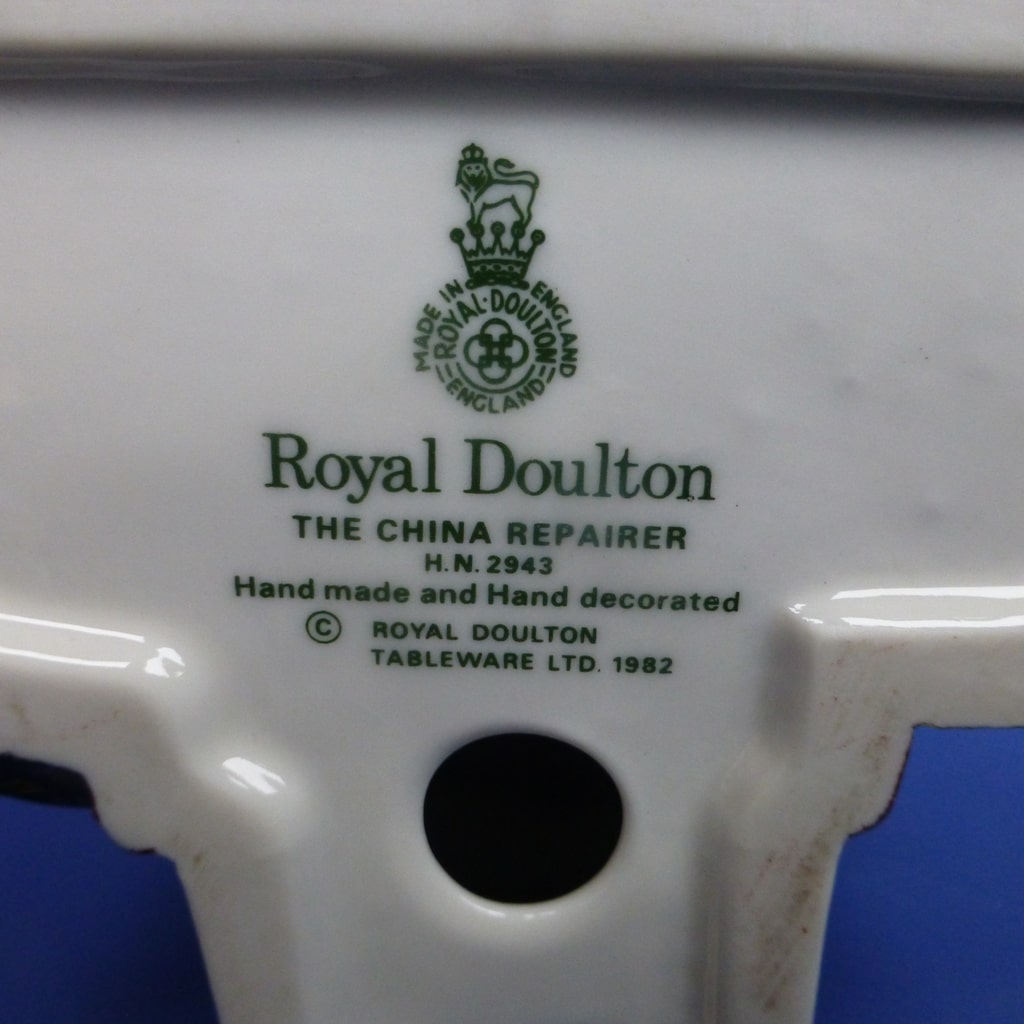 MADE IN ENGLAND
ROYAL·DOULTON
ENGLAND
Royal Doulton
THE CHINA REPAIRER
H.N. 2943
Hand made and Hand decorated
© ROYAL DOULTON
TABLEWARE LTD. 1982